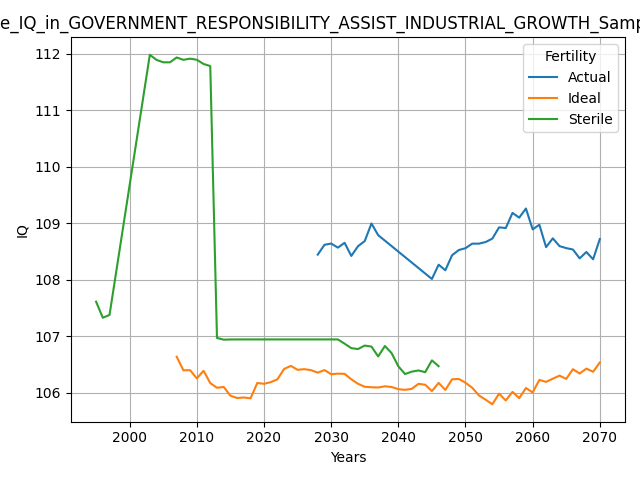 e_IQ_in_GOVERNMENT_RESPONSIBILITY_ASSIST_INDUSTRIAL_GROWTH_Samp
Fertility
Actual
Ideal
Sterile
112
111
110
109
108
107
106
IQ
2000 2010 2020 2030 2040 2050 2060 2070
Years